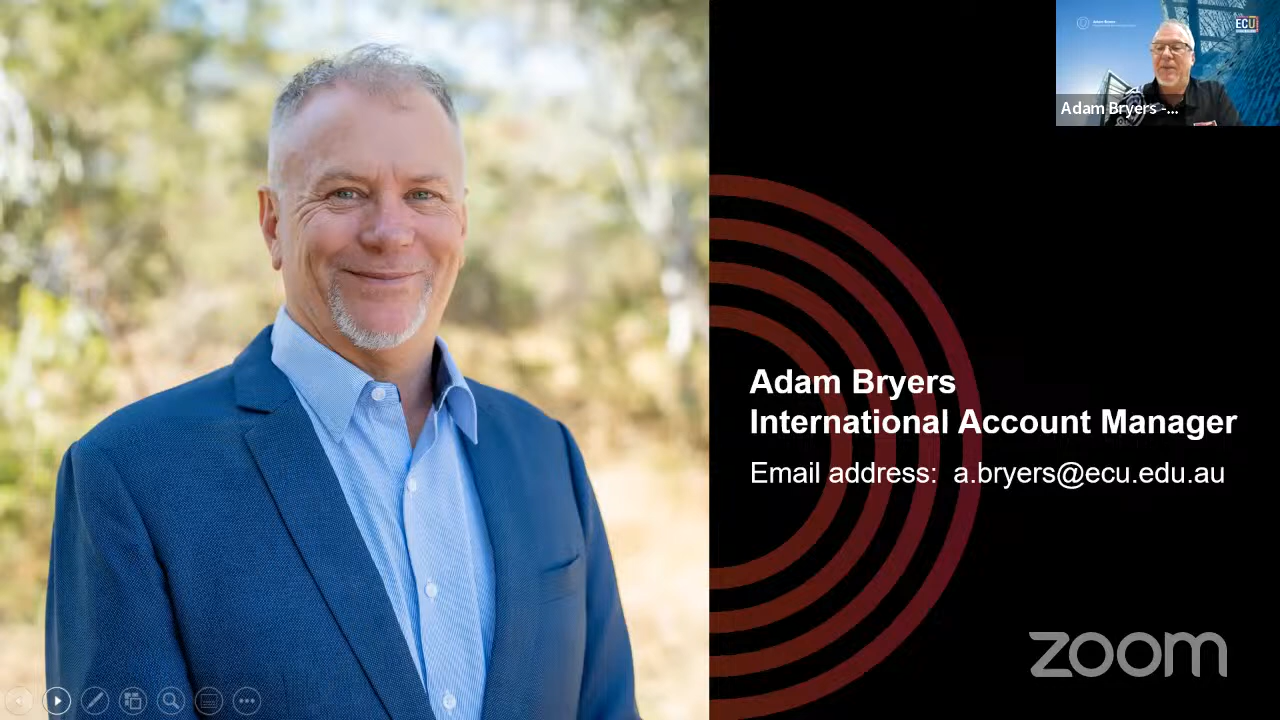 ECU
Adam Bryers -...
Adam Bryers
International Account Manager
Email address:  a.bryers@ecu.edu.au
zoom